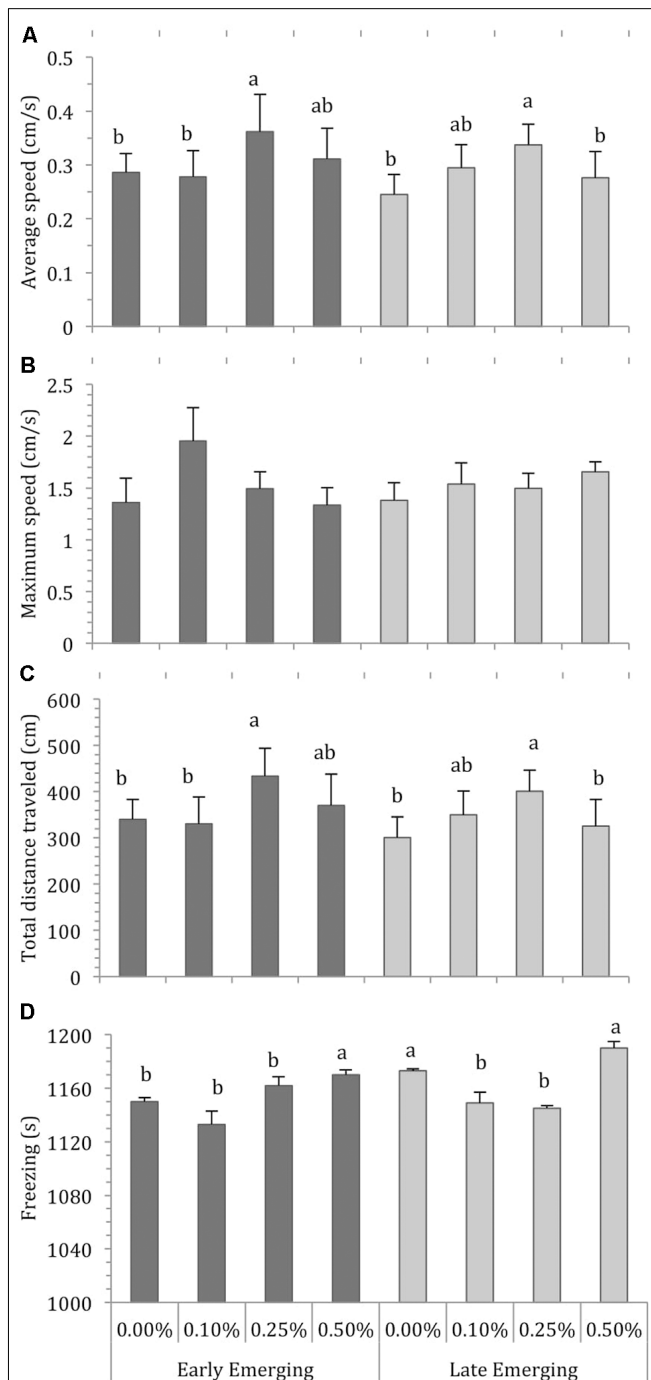 A
Average speed (cm/s)
0.5
0.4
0.3
0.2
0.1
0
b
b
a
ab
b
ab
a
b
B
Maximum speed (cm/s)
2.5
2
1.5
1
0.5
0
C
Total distance traveled (cm)
600
500
400
300
200
100
0
b
b
a
ab
b
ab
a
b
D
Freezing (s)
1200
1160
1120
1080
1040
1000
b
b
b
a
a
b
b
a
0.00% 0.10% 0.25% 0.50% 0.00% 0.10% 0.25% 0.50%
Early Emerging Late Emerging